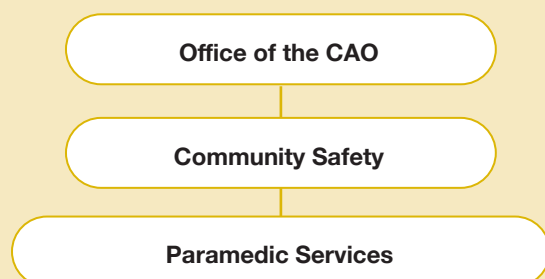 Office of the CAO
Community Safety
Paramedic Services